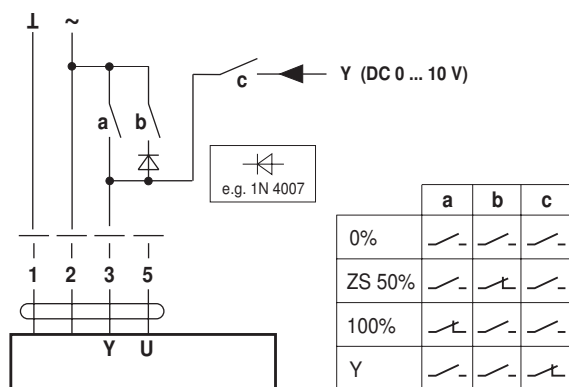 ⊥ ~
Y (DC 0 ... 10 V)
c
a b
e.g. 1N 4007
a b c
0%
ZS 50%
100%
Y
1 2 3 5
Y U